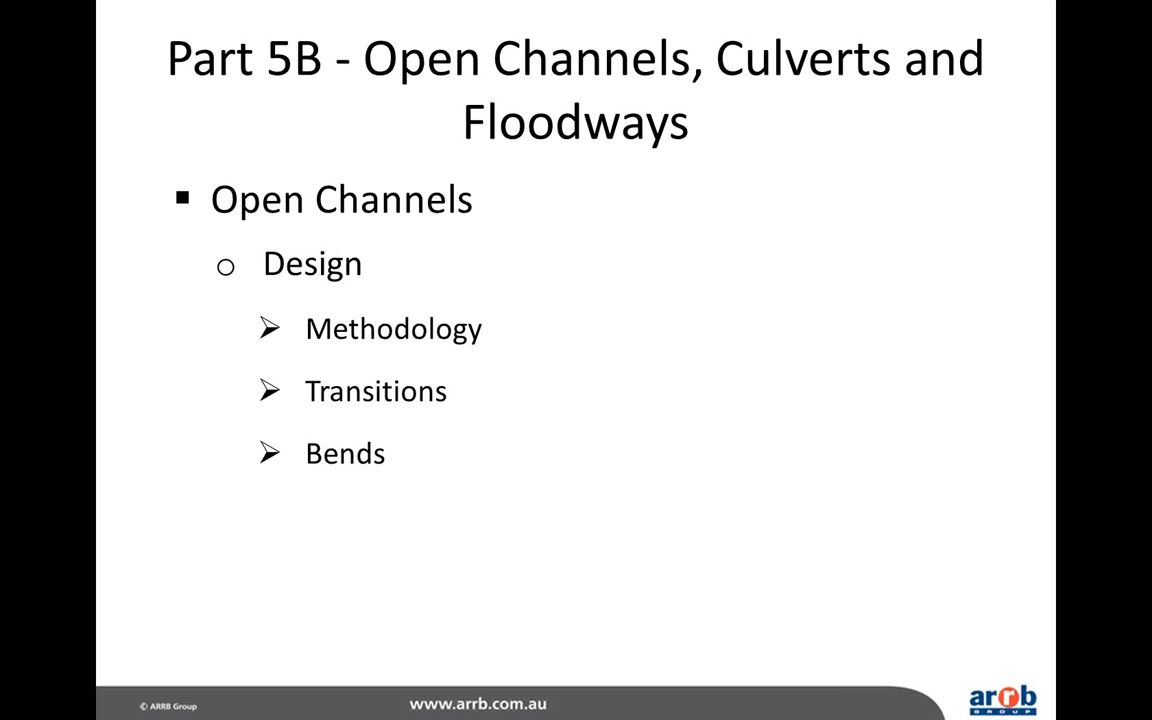 Part 5B - Open Channels, Culverts and
Floodways
▪ Open Channels
o Design
➢ Methodology
➢ Transitions
➢ Bends
© ARRB Group
www.arrb.com.au
arrb
GROUP